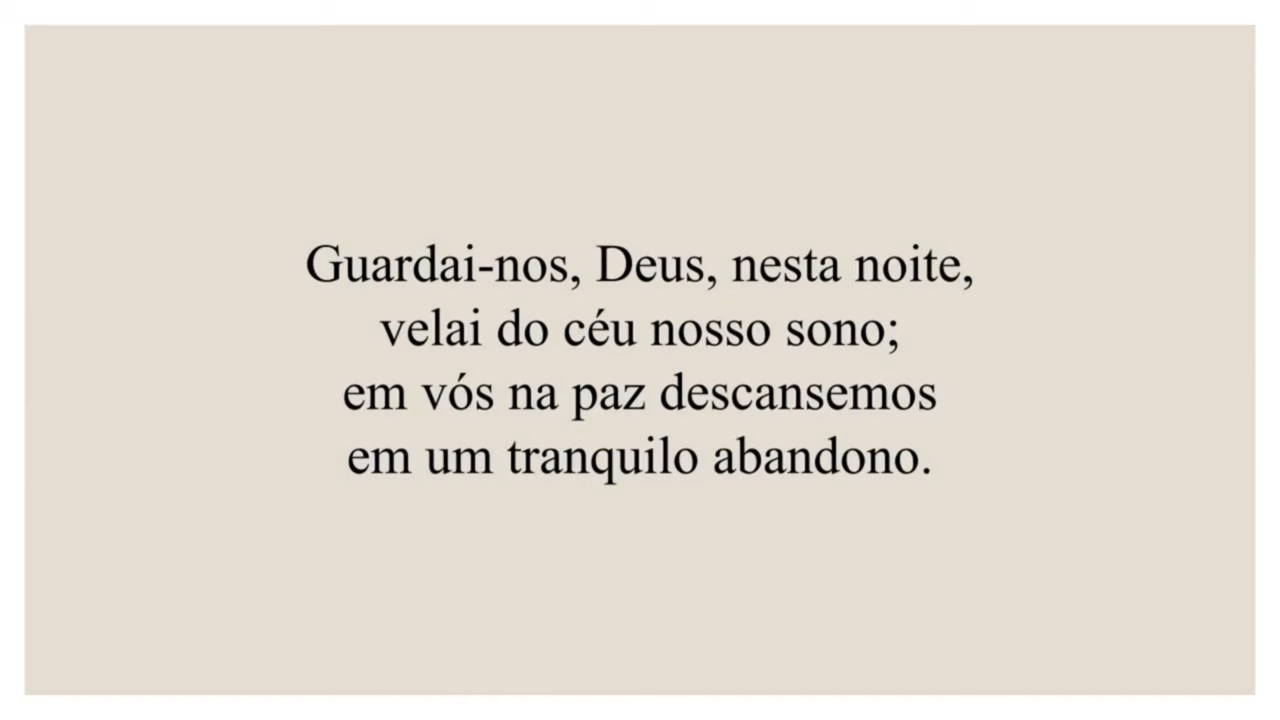 Guardai-nos, Deus, nesta noite,
velai do céu nosso sono;
em vós na paz descansemos
em um tranquilo abandono.